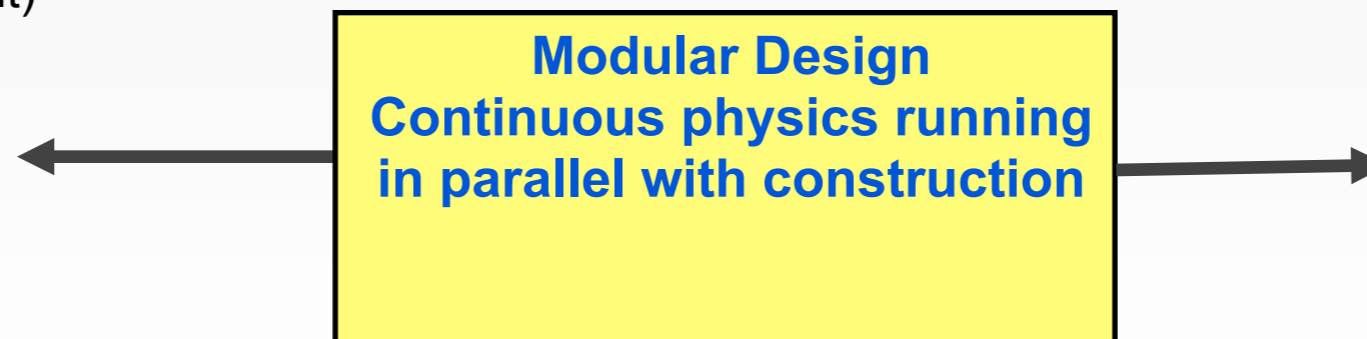 Modular Design
Continuous physics running
in parallel with construction